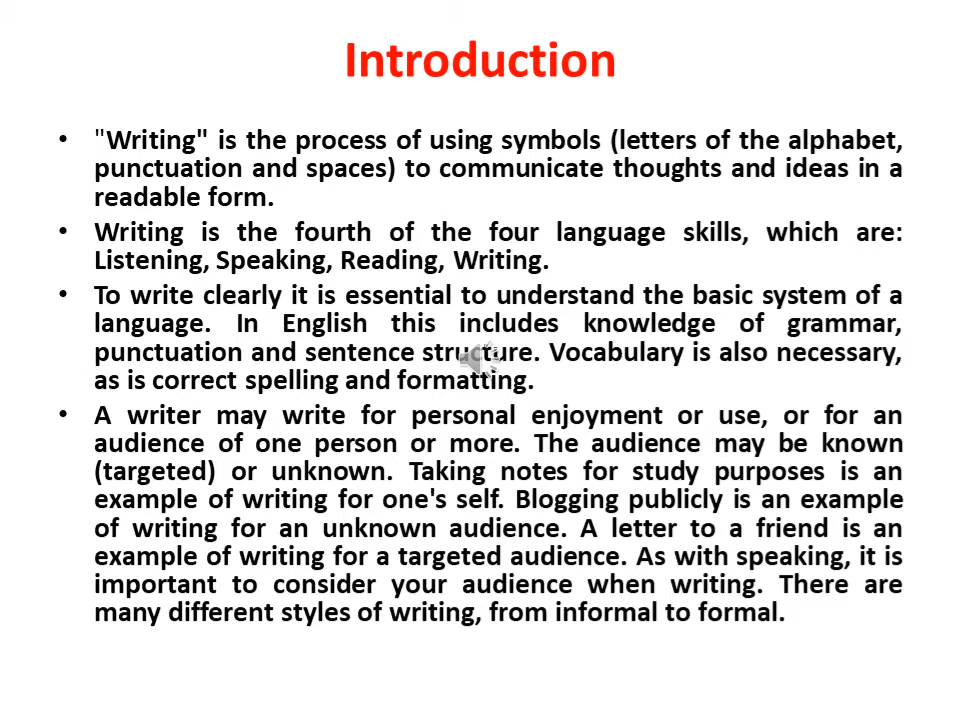 Introduction
• "Writing" is the process of using symbols (letters of the alphabet,
punctuation and spaces) to communicate thoughts and ideas in a
readable form.
• Writing is the fourth of the four language skills, which are:
Listening, Speaking, Reading, Writing.
• To write clearly it is essential to understand the basic system of a
language. In English this includes knowledge of grammar,
punctuation and sentence structure. Vocabulary is also necessary,
as is correct spelling and formatting.
• A writer may write for personal enjoyment or use, or for an
audience of one person or more. The audience may be known
(targeted) or unknown. Taking notes for study purposes is an
example of writing for one's self. Blogging publicly is an example
of writing for an unknown audience. A letter to a friend is an
example of writing for a targeted audience. As with speaking, it is
important to consider your audience when writing. There are
many different styles of writing, from informal to formal.